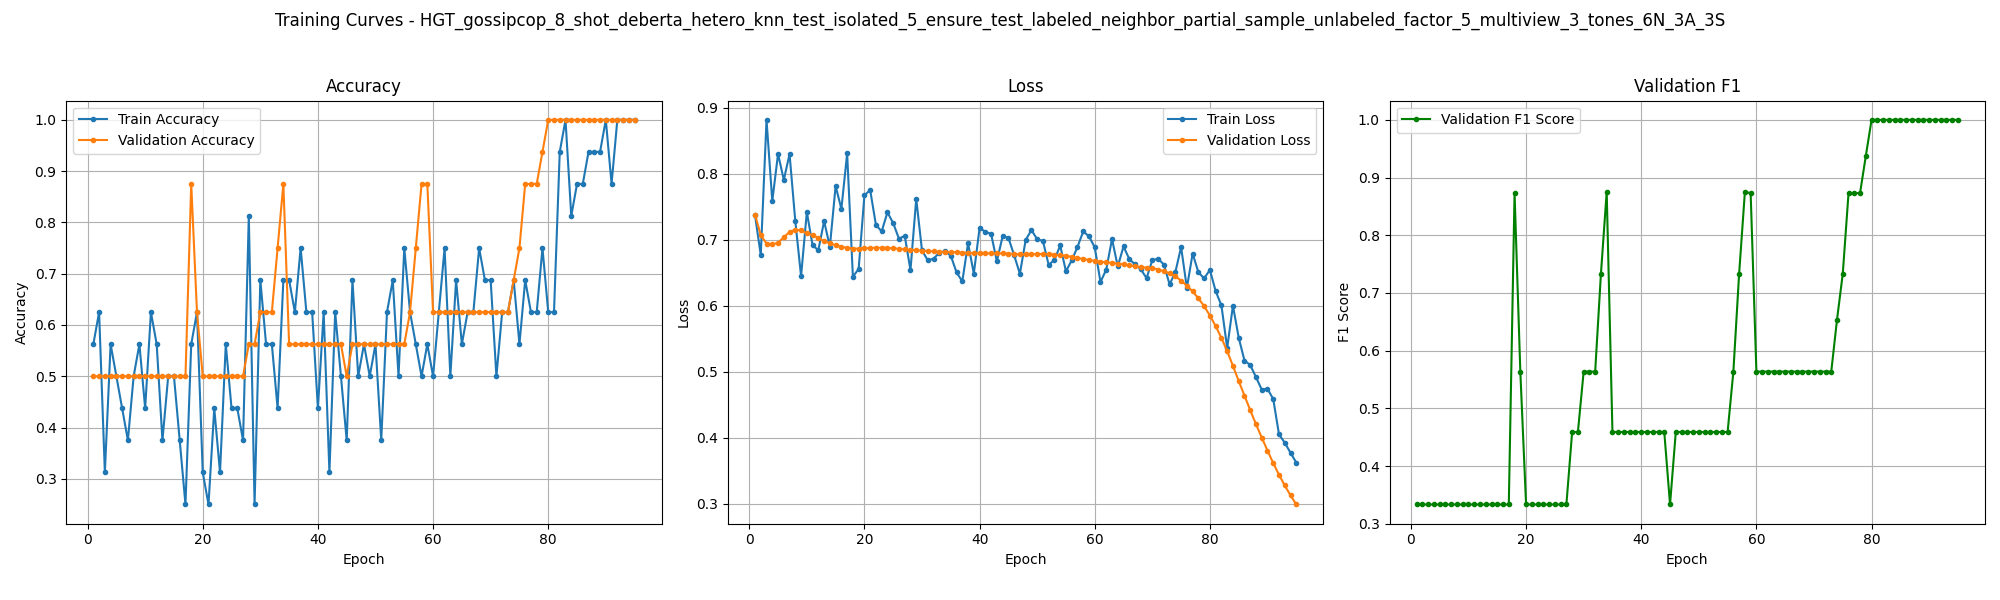 Training Curves - HGT_gossipcop_8_shot_deberta_hetero_knn_test_isolated_5_ensure_test_labeled_neighbor_partial_sample_unlabeled_factor_5_multiview_3_tones_6N_3A_3S
Accuracy
Train Accuracy
Validation Accuracy
1.0
0.9
0.8
0.7
0.6
0.5
0.4
0.3
Accuracy
0 20 40 60 80
Epoch
Loss
Train Loss
Validation Loss
0.9
0.8
0.7
0.6
0.5
0.4
0.3
Loss
0 20 40 60 80
Epoch
Validation F1
Validation F1 Score
1.0
0.9
0.8
0.7
0.6
0.5
0.4
0.3
F1 Score
0 20 40 60 80
Epoch